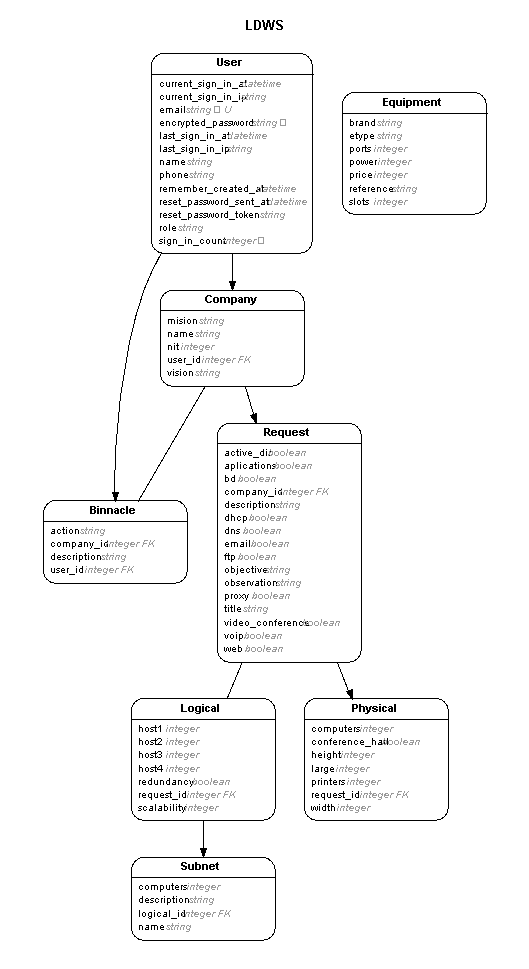 LDWS
User
current_sign_in_at datetime
current_sign_in_ip string
email string □ U
encrypted_password string □
last_sign_in_at datetime
last_sign_in_ip string
name string
phone string
remember_created_at datetime
reset_password_sent_at datetime
reset_password_token string
role string
sign_in_count integer □
Equipment
brand string
etype string
ports integer
power integer
price integer
reference string
slots integer
Company
mision string
name string
nit integer
user_id integer FK
vision string
Request
active_dir boolean
aplications boolean
bd boolean
company_id integer FK
description string
dhcp boolean
dns boolean
email boolean
ftp boolean
objective string
observation string
proxy boolean
title string
video_conference boolean
voip boolean
web boolean
Binnacle
action string
company_id integer FK
description string
user_id integer FK
Logical
host1 integer
host2 integer
host3 integer
host4 integer
redundancy boolean
request_id integer FK
scalability integer
Physical
computers integer
conference_hall boolean
height integer
large integer
printers integer
request_id integer FK
width integer
Subnet
computers integer
description string
logical_id integer FK
name string